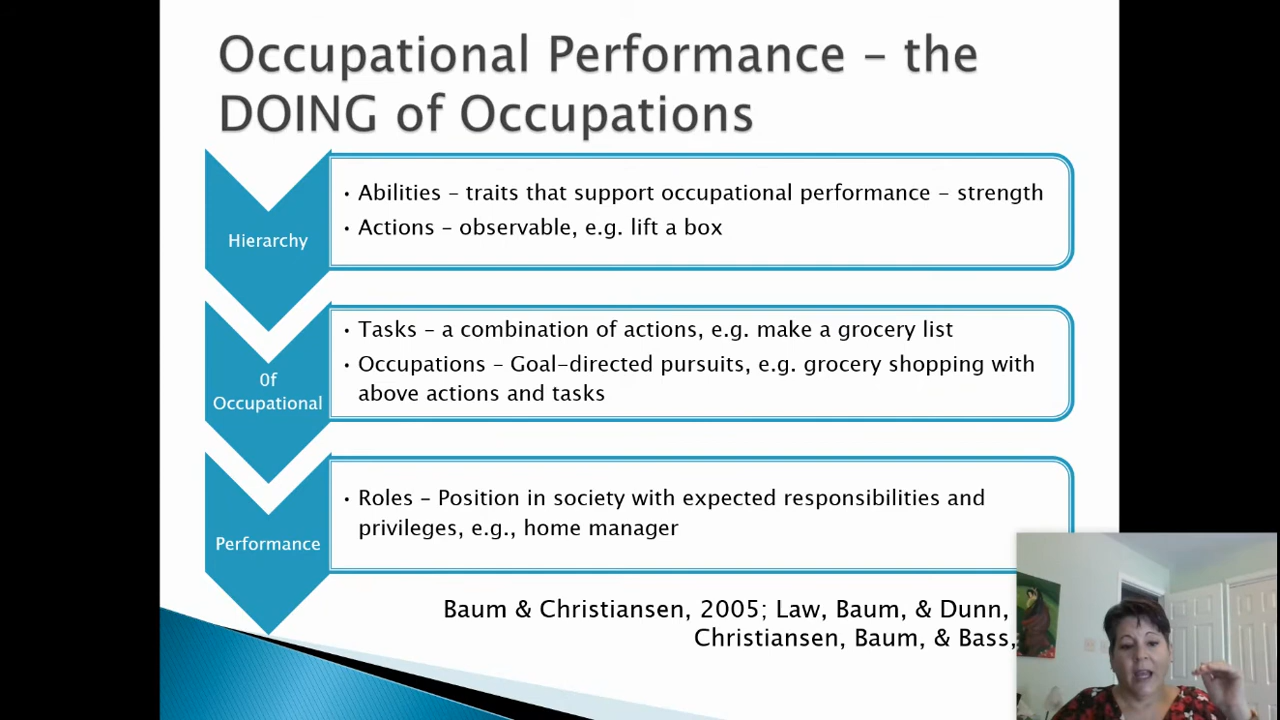 Occupational Performance – the
DOING of Occupations
Hierarchy
• Abilities – traits that support occupational performance – strength
• Actions – observable, e.g. lift a box
0f
Occupational
• Tasks – a combination of actions, e.g. make a grocery list
• Occupations – Goal-directed pursuits, e.g. grocery shopping with
above actions and tasks
Performance
• Roles – Position in society with expected responsibilities and
privileges, e.g., home manager
Baum & Christiansen, 2005; Law, Baum, & Dunn,
Christiansen, Baum, & Bass,